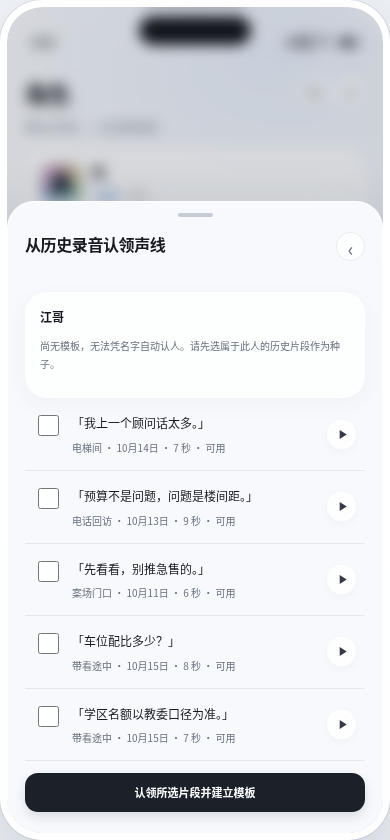 从历史录音认领声线
江哥
尚无模板，无法凭名字自动认人。请先选属于此人的历史片段作为种
子。
「我上一个顾问话太多。」
电梯间 · 10月14日 · 7 秒 · 可用
「预算不是问题，问题是楼间距。」
电话回访 · 10月13日 · 9 秒 · 可用
「先看看，别推急售的。」
案场门口 · 10月11日 · 6 秒 · 可用
「车位配比多少？」
带看途中 · 10月15日 · 8 秒 · 可用
「学区名额以教委口径为准。」
带看途中 · 10月15日 · 7 秒 · 可用
认领所选片段并建立模板